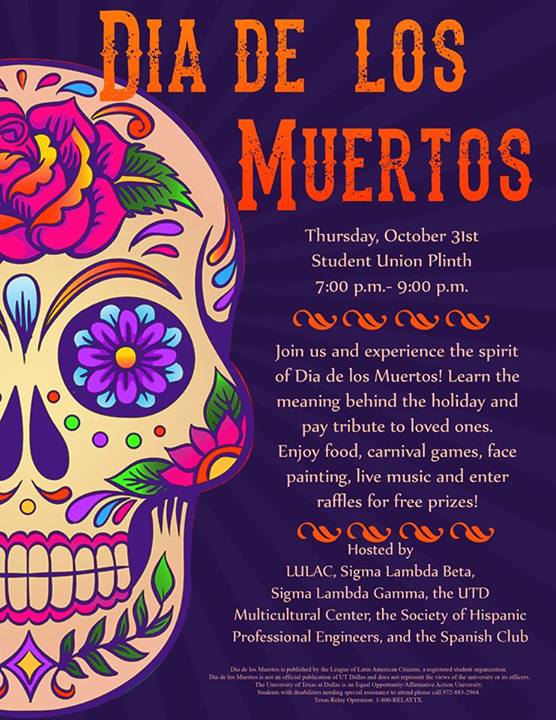 DIA DE LOS
MUERTOS
Thursday, October 31st
Student Union Plinth
7:00 p.m.- 9:00 p.m.
Join us and experience the spirit
of Dia de los Muertos! Learn the
meaning behind the holiday and
pay tribute to loved ones.
Enjoy food, carnival games, face
painting, live music and enter
raffles for free prizes!
Hosted by
LULAC, Sigma Lambda Beta,
Sigma Lambda Gamma, the UTD
Multicultural Center, the Society of Hispanic
Professional Engineers, and the Spanish Club
Dia de los Muertos is published by the League of Latin American Citizens, a registered student organization.
Dia de los Muertos is not an official publication of UT Dallas and does not represent the views of the university or its officers.
The University of Texas at Dallas is an Equal Opportunity/Affirmative Action University.
Students with disabilities needing special assistance to attend please call 972-883-2964.
Texas Relay Operation: 1-800-RELAYTX.